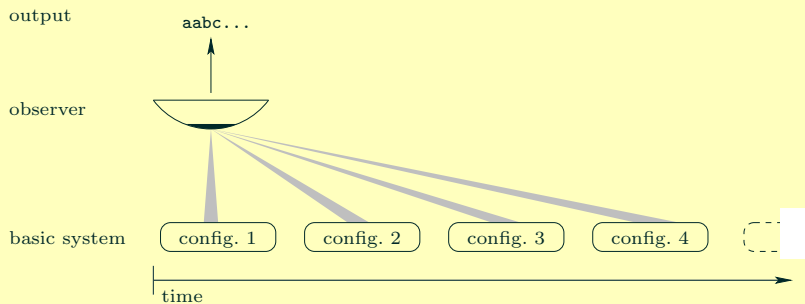 output
aabc...
observer
basic system config. 1 config. 2 config. 3 config. 4
time